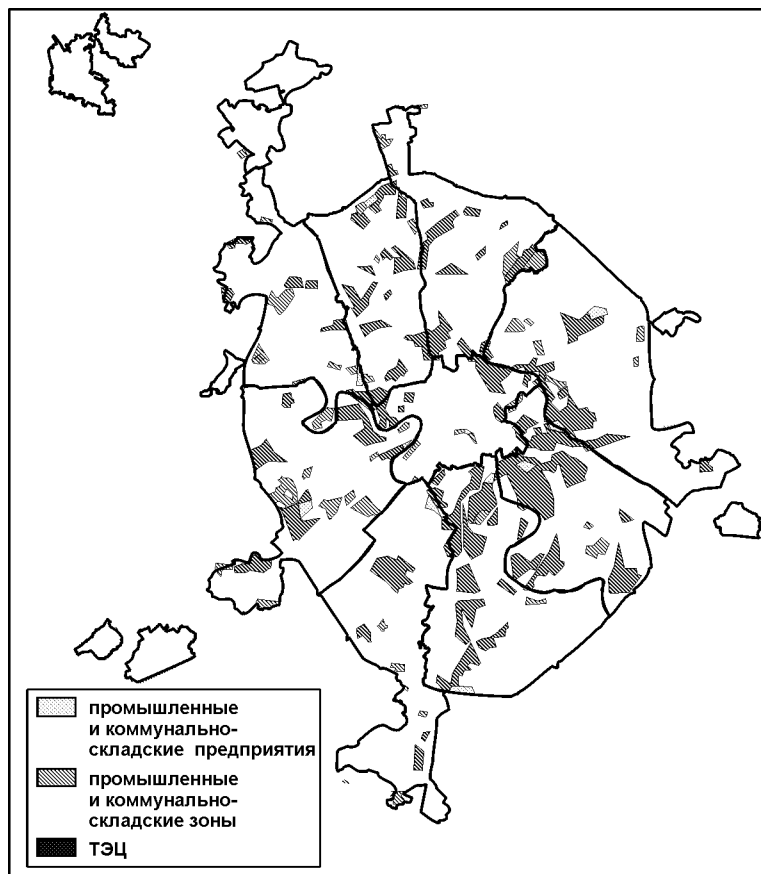 промышленные
и коммунально-
складские предприятия
промышленные
и коммунально-
складские зоны
ТЭЦ